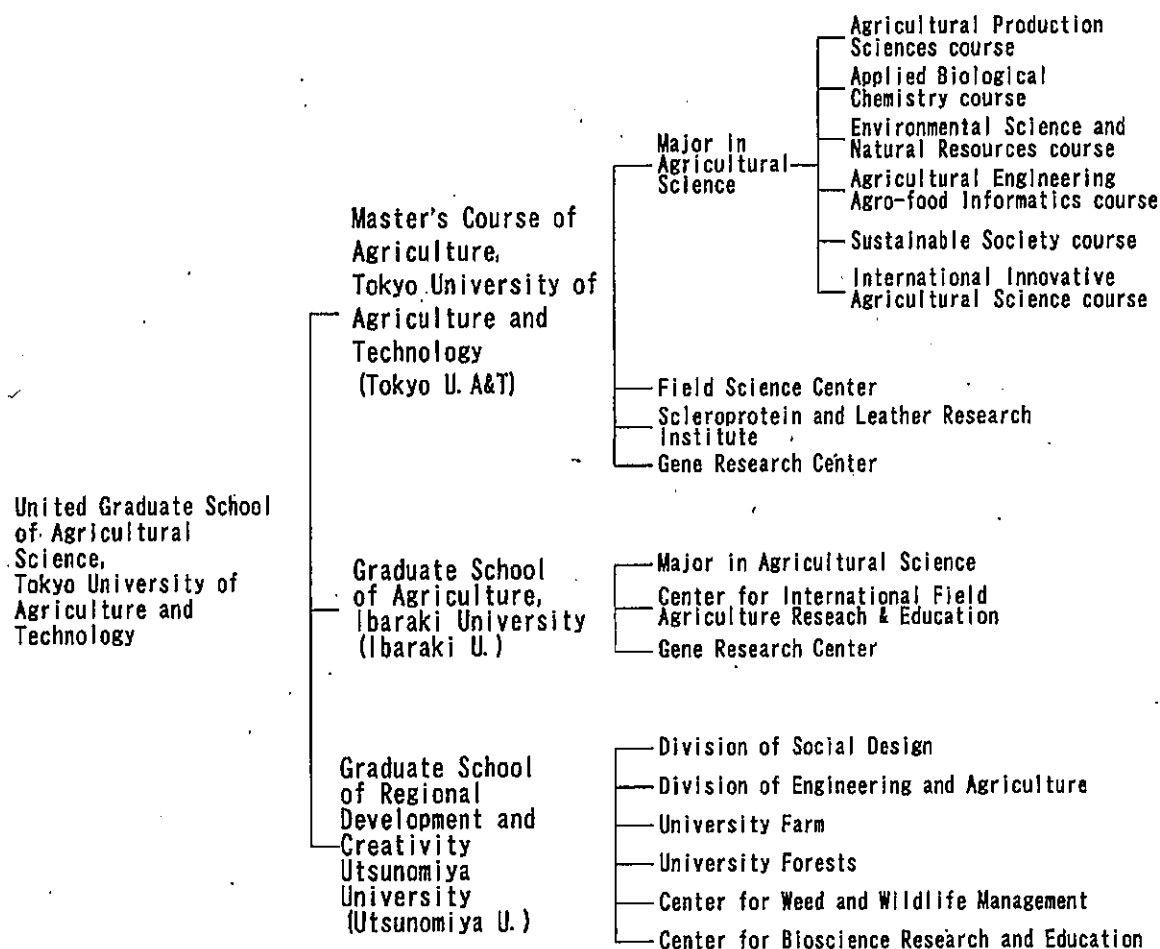 United Graduate School
of Agricultural
Science,
Tokyo University of
Agriculture and
Technology
Master's Course of
Agriculture,
Tokyo University of
Agriculture and
Technology
(Tokyo U. A&T)
Major in
Agricultural
Science
Agricultural Production
Sciences course
Applied Biological
Chemistry course
Environmental Science and
Natural Resources course
Agricultural Engineering
Agro-food Informatics course
Sustainable Society course
International Innovative
Agricultural Science course
Field Science Center
Scleroprotein and Leather Research
Institute
Gene Research Center
Graduate School
of Agriculture,
Ibaraki University
(Ibaraki U.)
Major in Agricultural Science
Center for International Field
Agriculture Reseach & Education
Gene Research Center
Graduate School
of Regional
Development and
Creativity
Utsunomiya
University
(Utsunomiya U.)
Division of Social Design
Division of Engineering and Agriculture
University Farm
University Forests
Center for Weed and Wildlife Management
Center for Bioscience Research and Education